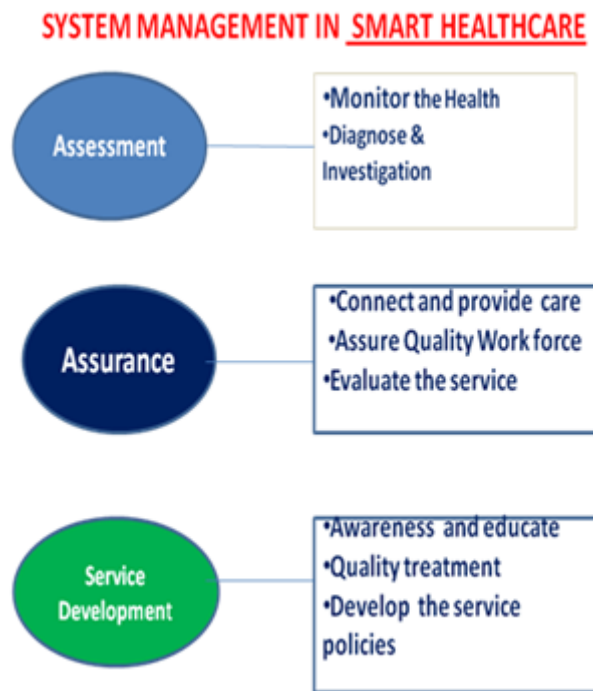 SYSTEM MANAGEMENT IN SMART HEALTHCARE
Assessment
•Monitor the Health
•Diagnose &
Investigation
Assurance
•Connect and provide care
•Assure Quality Work force
•Evaluate the service
Service
Development
•Awareness and educate
•Quality treatment
•Develop the service
policies